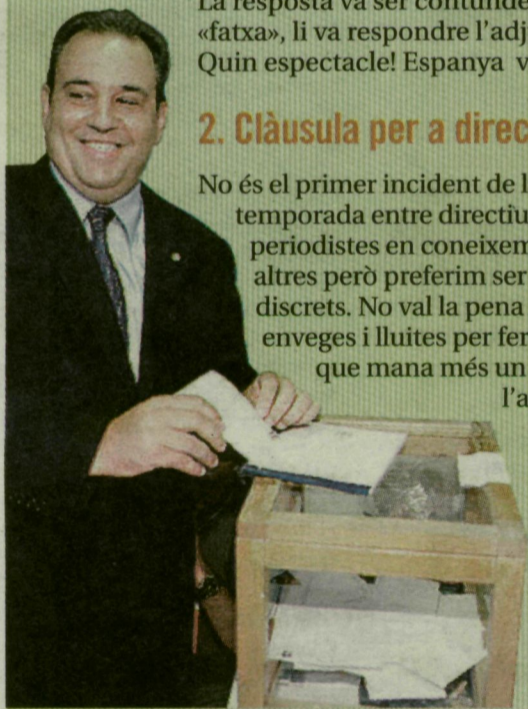 La resposta va ser contunde
«fatxa», li va respondre l’adj
Quin espectacle! Espanya v
2. Clàusula per a direc
No és el primer incident de l
temporada entre directiu
periodistes en coneixem
altres però preferim ser
discrets. No val la pena
enveges i lluites per fer
que mana més un
l’a